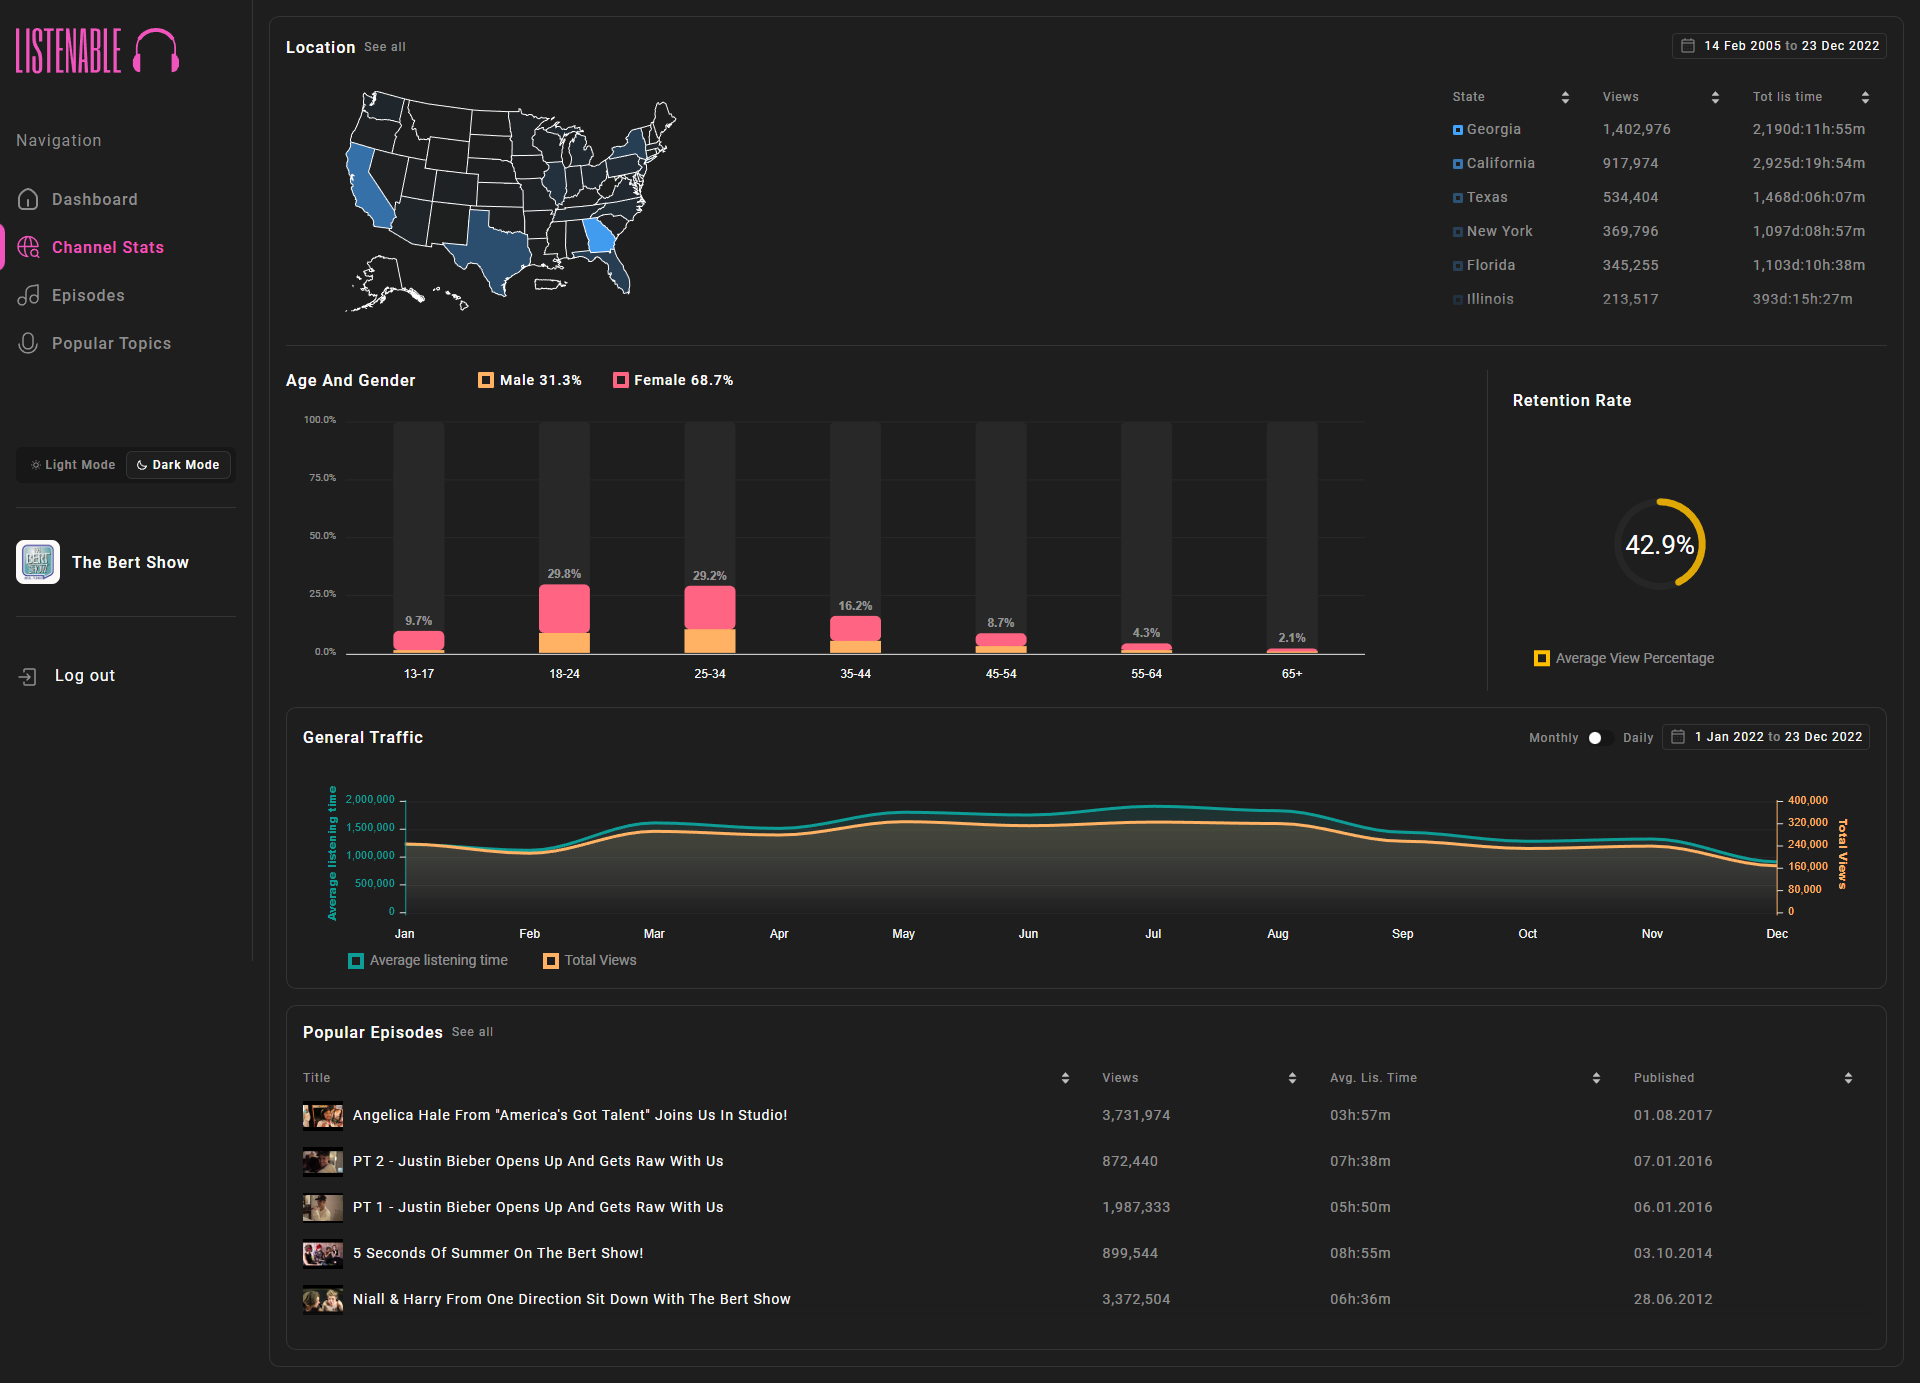 LISTENABLE
Navigation
Dashboard
Channel Stats
Episodes
Popular Topics
Light Mode Dark Mode
The Bert Show
Log out
Location See all
14 Feb 2005 to 23 Dec 2022
State Views Tot lis time
Georgia 1,402,976 2,190d:11h:55m
California 917,974 2,925d:19h:54m
Texas 534,404 1,468d:06h:07m
New York 369,796 1,097d:08h:57m
Florida 345,255 1,103d:10h:38m
Illinois 213,517 393d:15h:27m
Age And Gender Male 31.3% Female 68.7%
100.0%
75.0%
50.0%
25.0%
0.0%
9.7% 29.8% 29.2% 16.2% 8.7% 4.3% 2.1%
13-17 18-24 25-34 35-44 45-54 55-64 65+
Retention Rate
42.9%
Average View Percentage
General Traffic
Monthly Daily 1 Jan 2022 to 23 Dec 2022
Average listening time
2,000,000
1,500,000
1,000,000
500,000
0
400,000
320,000
240,000
160,000
80,000
0
Total Views
Jan Feb Mar Apr May Jun Jul Aug Sep Oct Nov Dec
Average listening time Total Views
Popular Episodes See all
Title Views Avg. Lis. Time Published
Angelica Hale From "America's Got Talent" Joins Us In Studio! 3,731,974 03h:57m 01.08.2017
PT 2 - Justin Bieber Opens Up And Gets Raw With Us 872,440 07h:38m 07.01.2016
PT 1 - Justin Bieber Opens Up And Gets Raw With Us 1,987,333 05h:50m 06.01.2016
5 Seconds Of Summer On The Bert Show! 899,544 08h:55m 03.10.2014
Niall & Harry From One Direction Sit Down With The Bert Show 3,372,504 06h:36m 28.06.2012